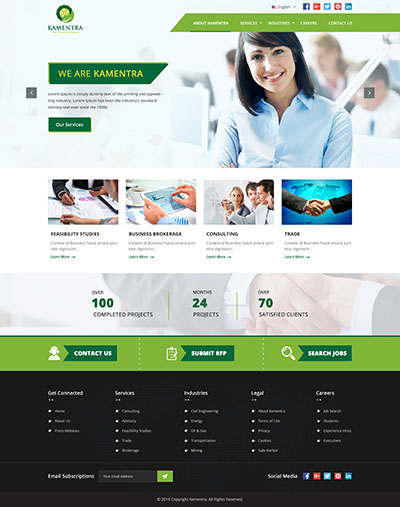 English
KAMENTRA
ABOUT KAMENTRA
SERVICES
INDUSTRIES
CAREERS
CONTACT US
WE ARE KAMENTRA
Lorem Ipsum is simply dummy text of the printing and typeset-
ting industry. Lorem Ipsum has been the industry's standard
dummy text ever since the 1500s.
Our Services
FEASIBILITY STUDIES
BUSINESS BROKERAGE
CONSULTING
TRADE
Content of Business Fusce ornare porti
Content of Business Fusce ornare porti
Content of Business Fusce ornare porti
Content of Business Fusce ornare porti
titor dignissim...
titor dignissim...
titor dignissim...
titor dignissim...
Learn More
Learn More
Learn More
Learn More
OVER
100
COMPLETED PROJECTS
MONTHS
24
PROJECTS
OVER
70
SATISFIED CLIENTS
CONTACT US
SUBMIT RFP
SEARCH JOBS
Get Connected
Home
About Us
Press Releases
Services
Consulting
Advisory
Feasibility Studies
Trade
Brokerage
Industries
Civil Engineering
Energy
Oil & Gas
Transportation
Mining
Legal
About Kamentra
Terms of Use
Privacy
Cookies
Safe Harbor
Careers
Job Search
Students
Experience Hires
Executives
Email Subscriptions
Your Email Address
Social Media
© 2016 Copyright Kamentra. All Rights Reserved.